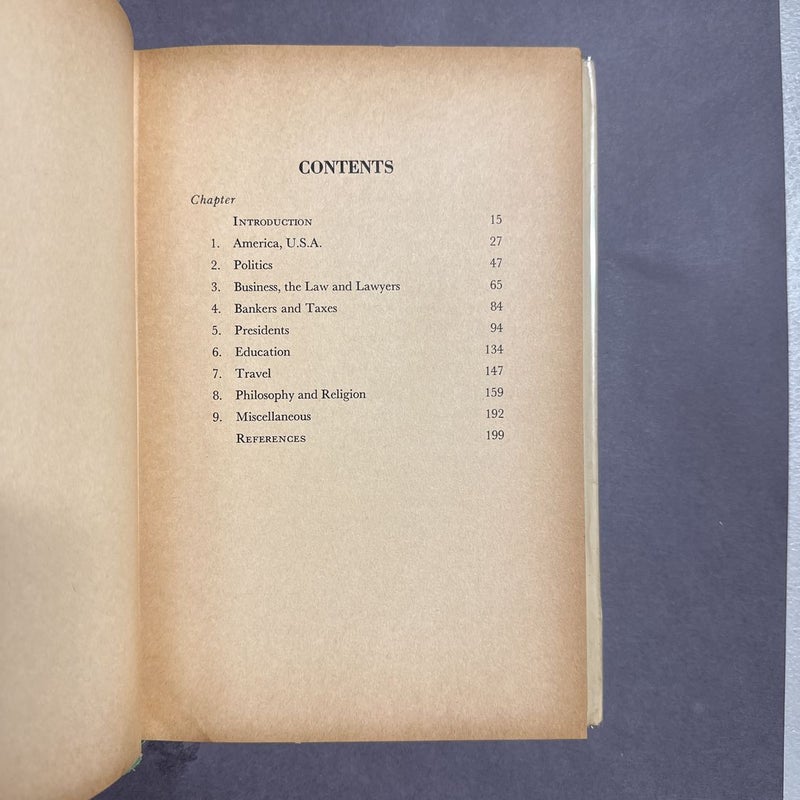 CONTENTS
Chapter
INTRODUCTION 15
1. America, U.S.A. 27
2. Politics 47
3. Business, the Law and Lawyers 65
4. Bankers and Taxes 84
5. Presidents 94
6. Education 134
7. Travel 147
8. Philosophy and Religion 159
9. Miscellaneous 192
REFERENCES 199